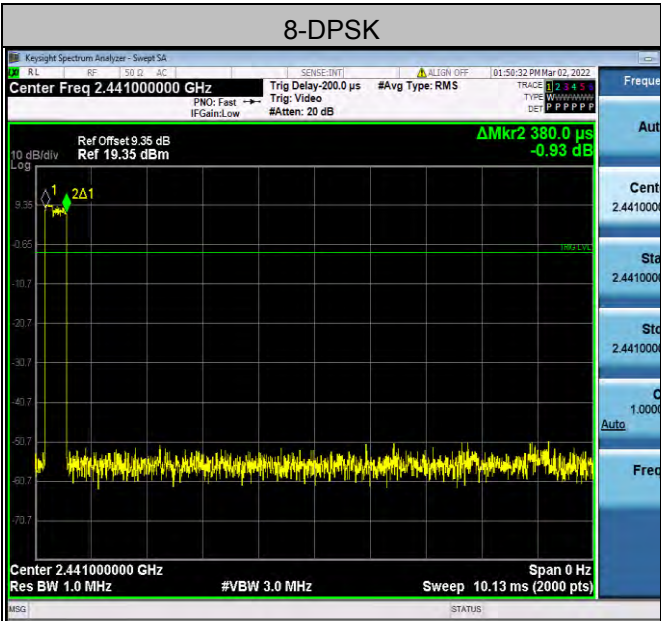 8-DPSK
Keysight Spectrum Analyzer - Swept SA
RL RF 50 Ω AC SENSE:INT ALIGN OFF 01:50:32 PM Mar 02, 2022
Center Freq 2.441000000 GHz
PNO: Fast
IFGain:Low
Trig Delay-200.0 µs
Trig: Video
#Atten: 20 dB
#Avg Type: RMS
TRACE 1 2 3 4 5 6
TYPE WWWWWW
DET P P P P P P
Freque
Ref Offset 9.35 dB
10 dB/div Ref 19.35 dBm
Log
ΔMkr2 380.0 µs
-0.93 dB
1
2Δ1
9.35
-0.65
TRIG LVL
-10.7
-20.7
-30.7
-40.7
-50.7
-60.7
-70.7
Center 2.441000000 GHz Span 0 Hz
Res BW 1.0 MHz #VBW 3.0 MHz Sweep 10.13 ms (2000 pts)
MSG STATUS
Aut
Cent
2.4410000
Sta
2.4410000
Sto
2.4410000
C
1.0000
Auto
Freq